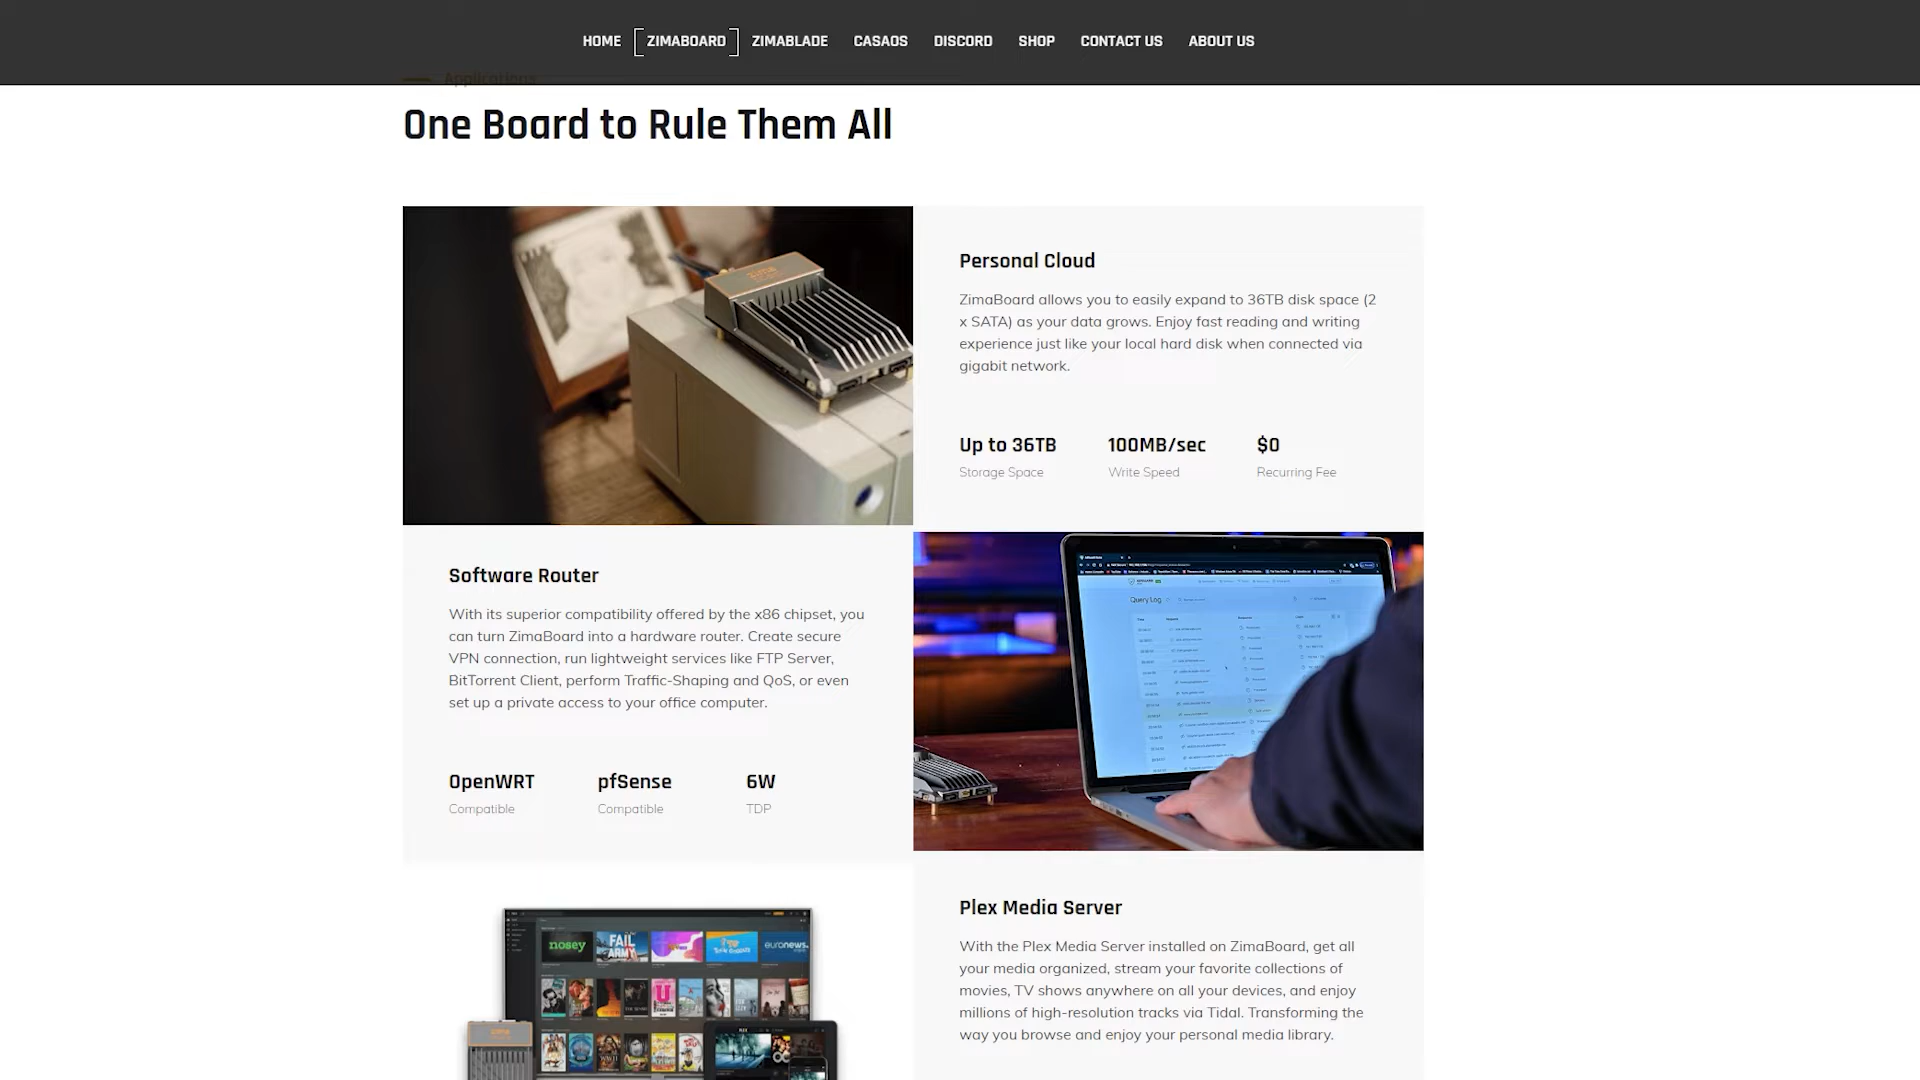 HOME
ZIMABOARD
ZIMABLADE
CASAOS
DISCORD
SHOP
CONTACT US
ABOUT US
Applications
One Board to Rule Them All
zima
Personal Cloud
ZimaBoard allows you to easily expand to 36TB disk space (2
x SATA) as your data grows. Enjoy fast reading and writing
experience just like your local hard disk when connected via
gigabit network.
Up to 36TB
Storage Space
100MB/sec
Write Speed
$0
Recurring Fee
Software Router
With its superior compatibility offered by the x86 chipset, you
can turn ZimaBoard into a hardware router. Create secure
VPN connection, run lightweight services like FTP Server,
BitTorrent Client, perform Traffic-Shaping and QoS, or even
set up a private access to your office computer.
OpenWRT
Compatible
pfSense
Compatible
6W
TDP
Query Log
nosey
FAIL
ARMY
euronews.
Plex Media Server
With the Plex Media Server installed on ZimaBoard, get all
your media organized, stream your favorite collections of
movies, TV shows anywhere on all your devices, and enjoy
millions of high-resolution tracks via Tidal. Transforming the
way you browse and enjoy your personal media library.